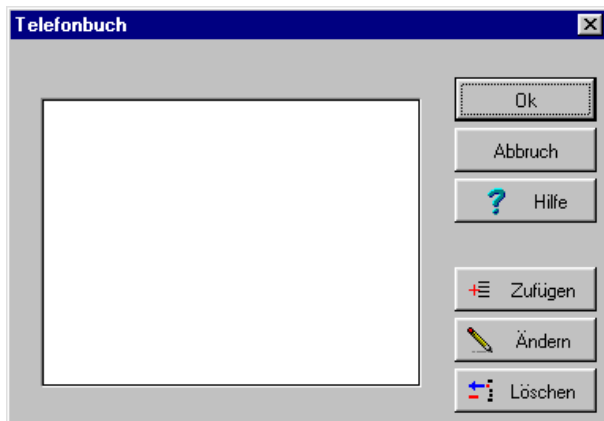 Telefonbuch
Ok
Abbruch
Hilfe
Zufügen
Ändern
Löschen